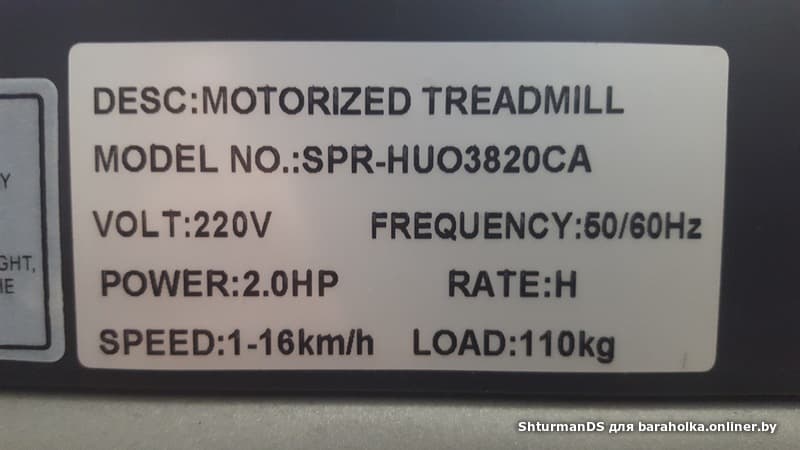 DESC:MOTORIZED TREADMILL
MODEL NO.:SPR-HUO3820CA
VOLT:220V FREQUENCY:50/60Hz
POWER:2.0HP RATE:H
SPEED:1-16km/h LOAD:110kg
Y
GHT,
ShturmanDS для baraholka.onliner.by